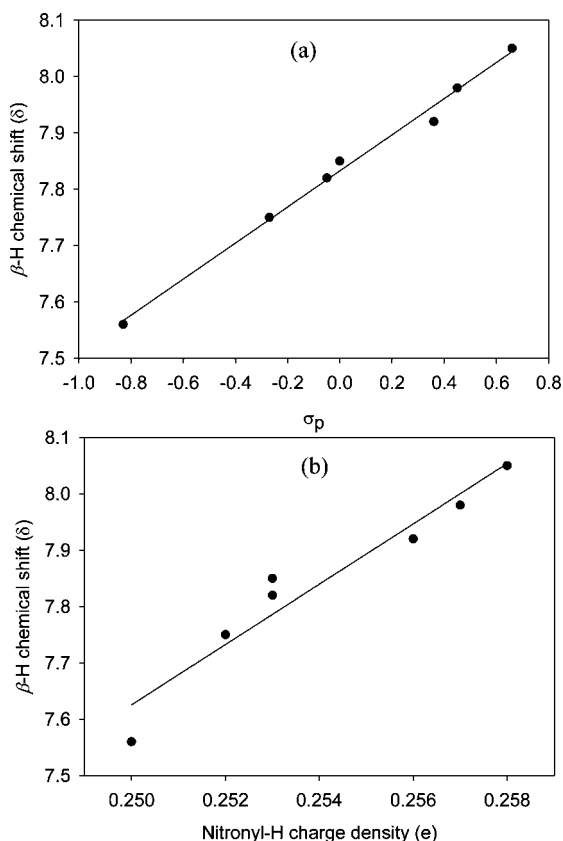 8.1
(a)
8.0
7.9
7.8
7.7
7.6
7.5
β-H chemical shift (δ)
-1.0 -0.8 -0.6 -0.4 -0.2 0.0 0.2 0.4 0.6 0.8
σp
8.1
(b)
8.0
7.9
7.8
7.7
7.6
7.5
β-H chemical shift (δ)
0.250 0.252 0.254 0.256 0.258
Nitronyl-H charge density (e)